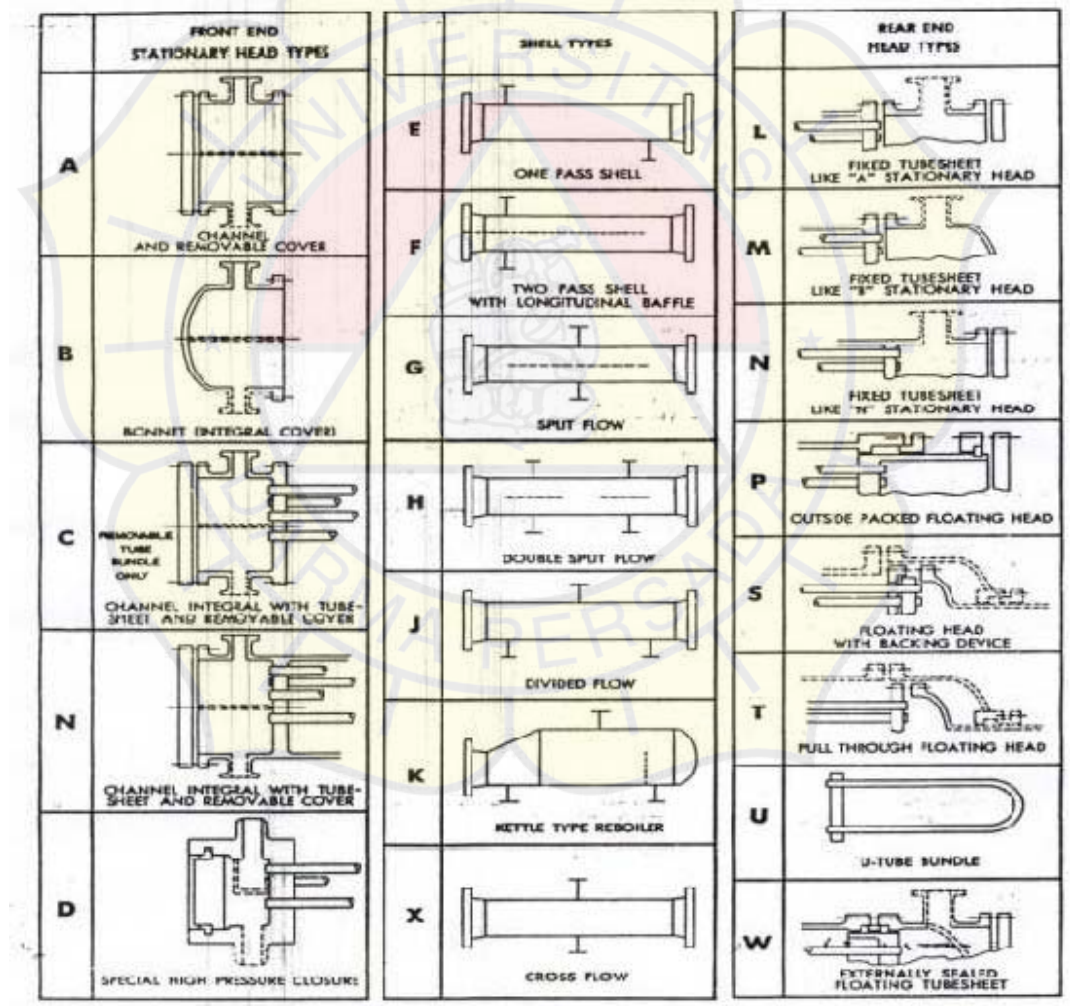 FRONT END
STATIONARY HEAD TYPES
A
CHANNEL
AND REMOVABLE COVER
B
BONNET (INTEGRAL COVER)
C
REMOVABLE
TUBE
BUNDLE
ONLY
CHANNEL INTEGRAL WITH TUBE-
SHEET AND REMOVABLE COVER
N
CHANNEL INTEGRAL WITH TUBE-
SHEET AND REMOVABLE COVER
D
SPECIAL HIGH PRESSURE CLOSURE
SHELL TYPES
E
ONE PASS SHELL
F
TWO PASS SHELL
WITH LONGITUDINAL BAFFLE
G
SPLIT FLOW
H
DOUBLE SPLIT FLOW
J
DIVIDED FLOW
K
KETTLE TYPE REBOILER
X
CROSS FLOW
REAR END
HEAD TYPES
L
FIXED TUBESHEET
LIKE "A" STATIONARY HEAD
M
FIXED TUBESHEET
LIKE "B" STATIONARY HEAD
N
FIXED TUBESHEET
LIKE "N" STATIONARY HEAD
P
OUTSIDE PACKED FLOATING HEAD
S
FLOATING HEAD
WITH BACKING DEVICE
T
PULL THROUGH FLOATING HEAD
U
U-TUBE BUNDLE
W
EXTERNALLY SEALED
FLOATING TUBESHEET
UNIVERSITAS
DARMA PERSADA